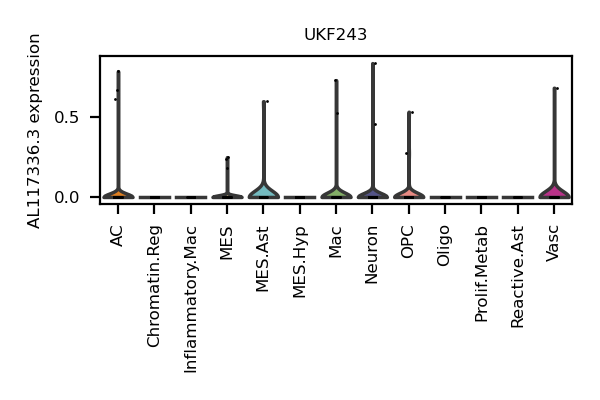 UKF243
AL117336.3 expression
0.5
0.0
AC
Chromatin.Reg
Inflammatory.Mac
MES
MES.Ast
MES.Hyp
Mac
Neuron
OPC
Oligo
Prolif.Metab
Reactive.Ast
Vasc